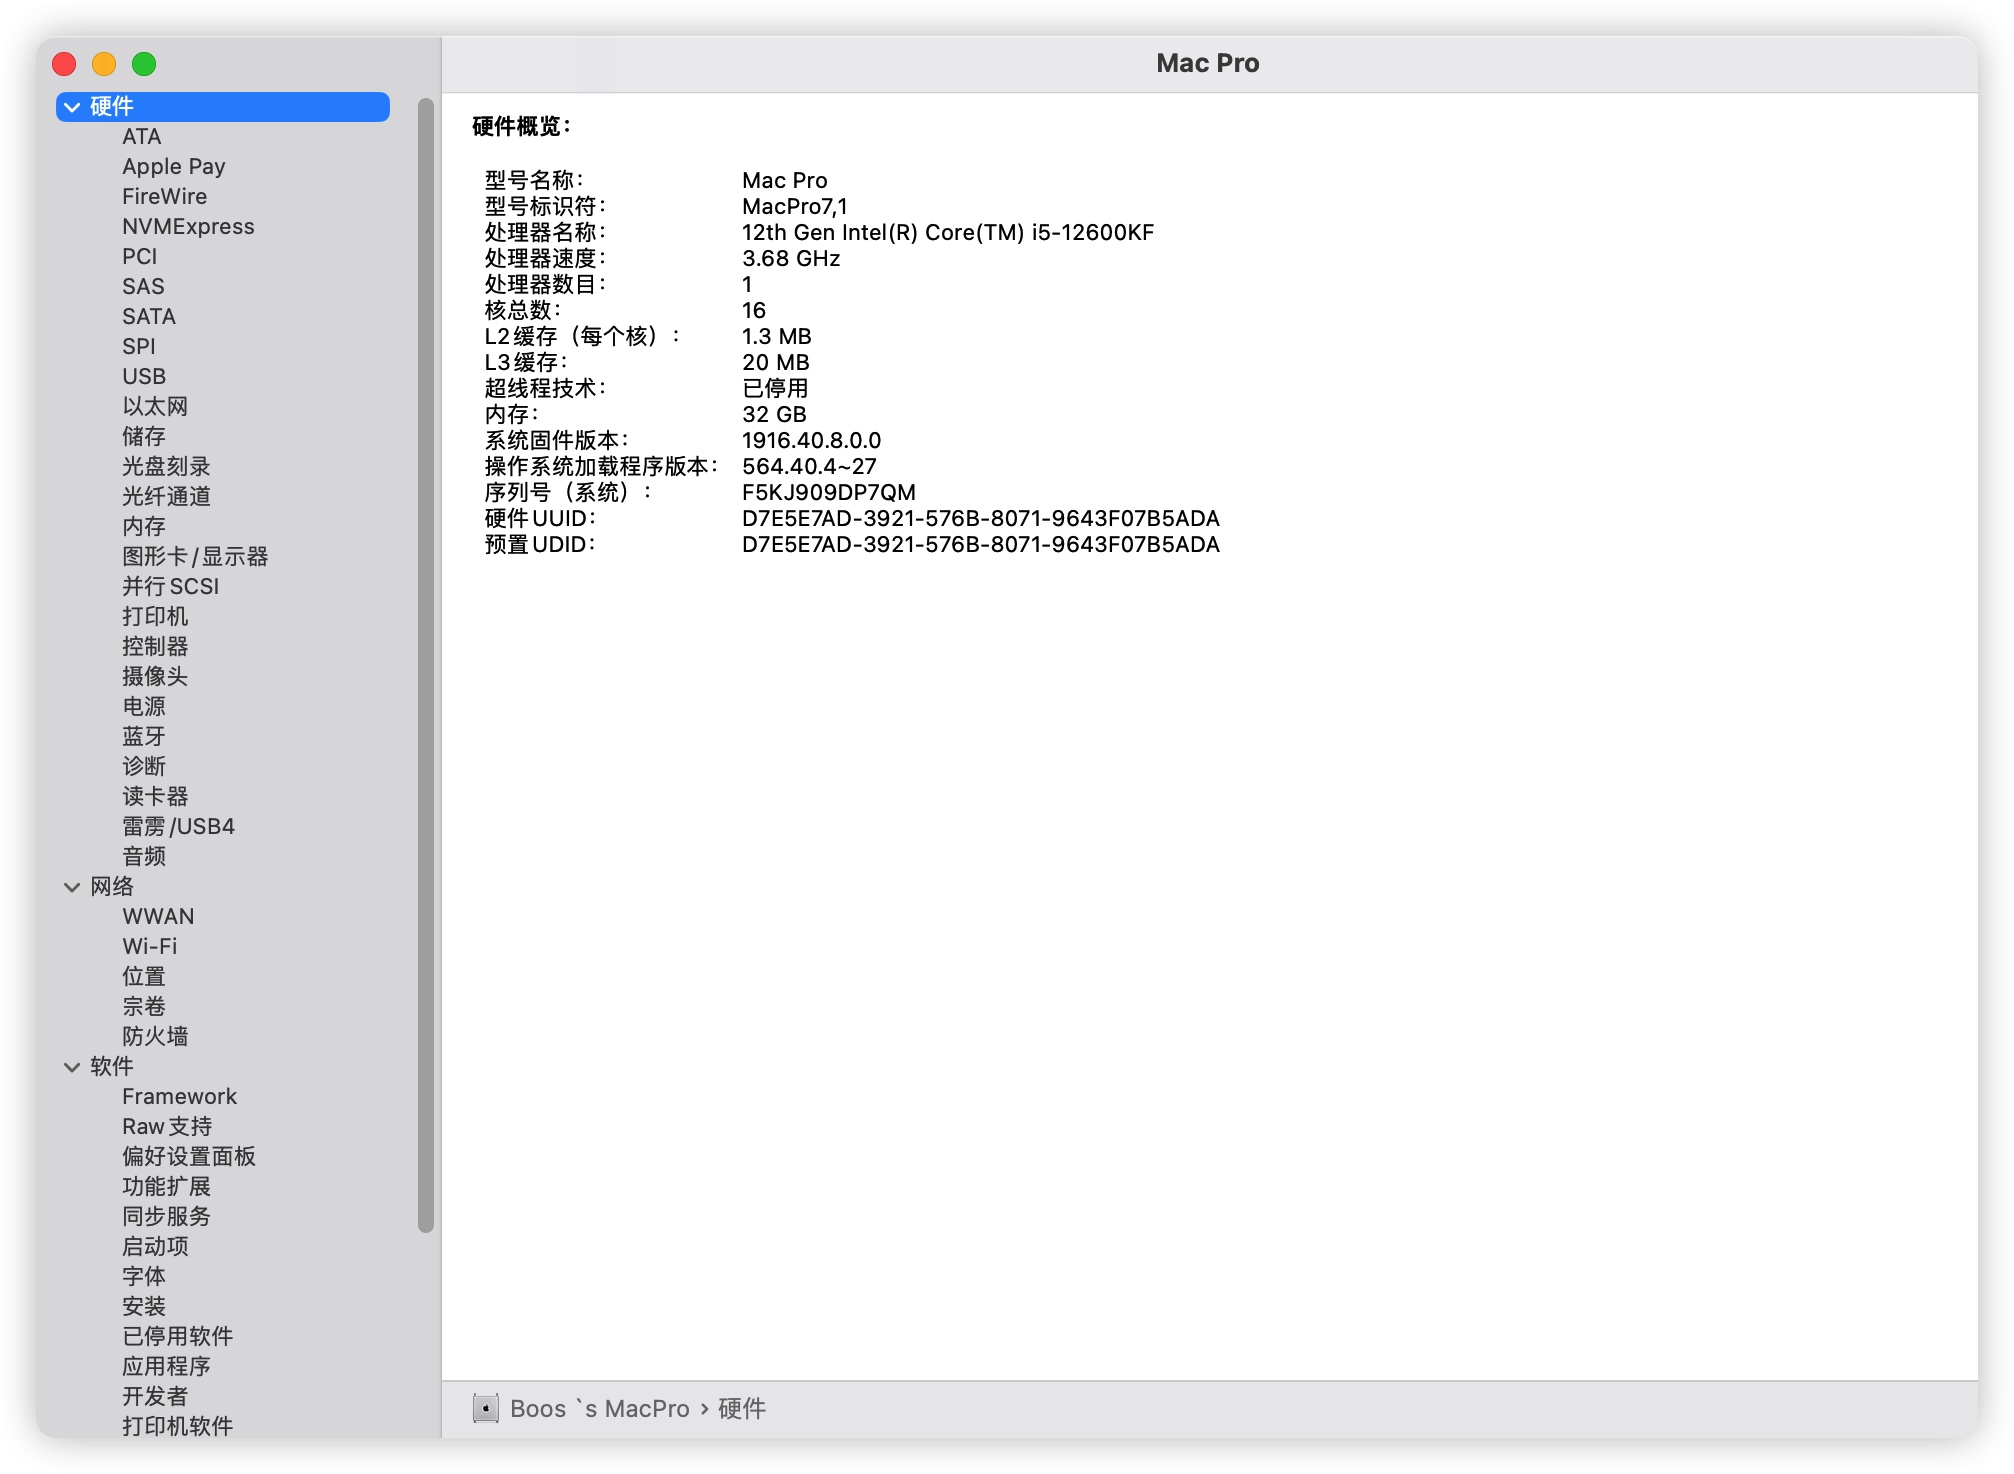 Mac Pro
硬件
ATA
Apple Pay
FireWire
NVMExpress
PCI
SAS
SATA
SPI
USB
以太网
储存
光盘刻录
光纤通道
内存
图形卡/显示器
并行SCSI
打印机
控制器
摄像头
电源
蓝牙
诊断
读卡器
雷雳/USB4
音频
网络
WWAN
Wi-Fi
位置
宗卷
防火墙
软件
Framework
Raw支持
偏好设置面板
功能扩展
同步服务
启动项
字体
安装
已停用软件
应用程序
开发者
打印机软件
硬件概览：
型号名称： Mac Pro
型号标识符： MacPro7,1
处理器名称： 12th Gen Intel(R) Core(TM) i5-12600KF
处理器速度： 3.68 GHz
处理器数目： 1
核总数： 16
L2缓存（每个核）： 1.3 MB
L3缓存： 20 MB
超线程技术： 已停用
内存： 32 GB
系统固件版本： 1916.40.8.0.0
操作系统加载程序版本： 564.40.4~27
序列号（系统）： F5KJ909DP7QM
硬件UUID： D7E5E7AD-3921-576B-8071-9643F07B5ADA
预置UDID： D7E5E7AD-3921-576B-8071-9643F07B5ADA
Boos `s MacPro › 硬件